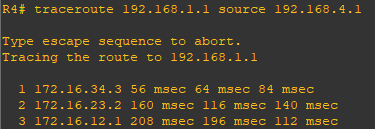 R4# traceroute 192.168.1.1 source 192.168.4.1
Type escape sequence to abort.
Tracing the route to 192.168.1.1
1 172.16.34.3 56 msec 64 msec 84 msec
2 172.16.23.2 160 msec 116 msec 140 msec
3 172.16.12.1 208 msec 196 msec 112 msec